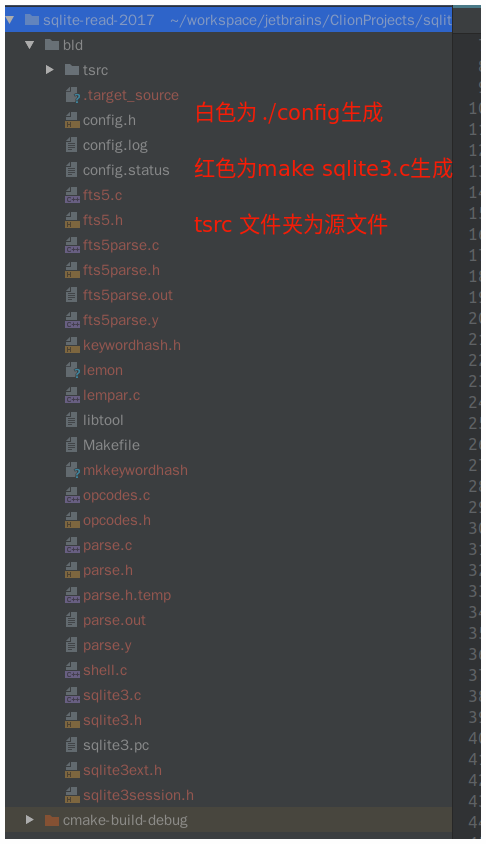 sqlite-read-2017 ~/workspace/jetbrains/ClionProjects/sqlit
bld
tsrc
.target_source
config.h
白色为 ./config生成
config.log
config.status
红色为make sqlite3.c生成
fts5.c
fts5.h
tsrc 文件夹为源文件
fts5parse.c
fts5parse.h
fts5parse.out
fts5parse.y
keywordhash.h
lemon
lempar.c
libtool
Makefile
mkkeywordhash
opcodes.c
opcodes.h
parse.c
parse.h
parse.h.temp
parse.out
parse.y
shell.c
sqlite3.c
sqlite3.h
sqlite3.pc
sqlite3ext.h
sqlite3session.h
cmake-build-debug